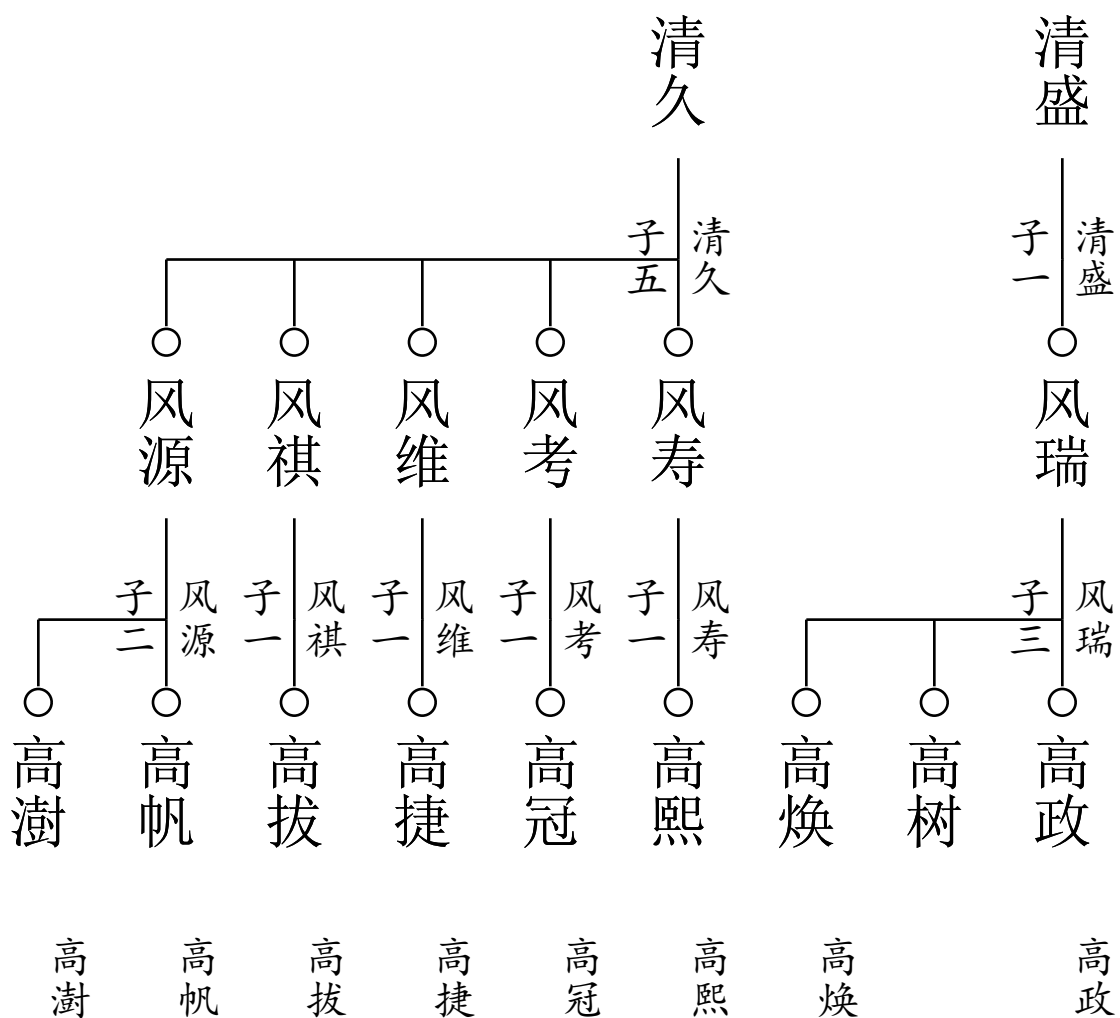 清盛
清久
清盛
子一
清久
子五
风瑞
风寿
风考
风维
风祺
风源
风瑞
子三
风寿
子一
风考
子一
风维
子一
风祺
子一
风源
子二
高政
高树
高焕
高熙
高冠
高捷
高拔
高帆
高澍
高政
高焕
高熙
高冠
高捷
高拔
高帆
高澍